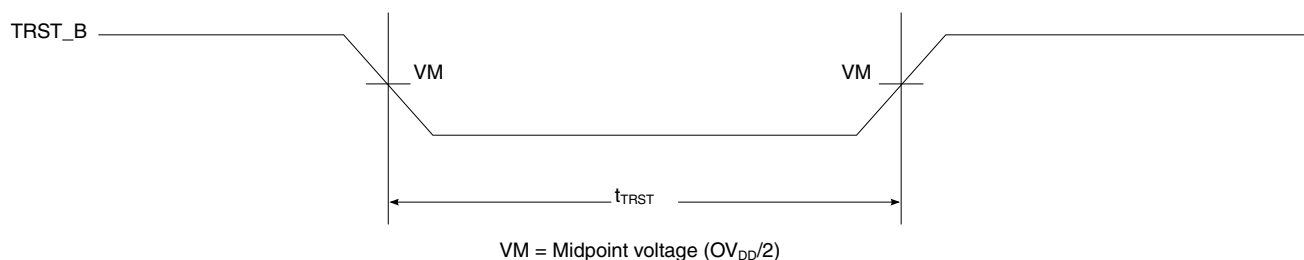 TRST_B
VM
VM
tTRST
VM = Midpoint voltage (OVDD/2)